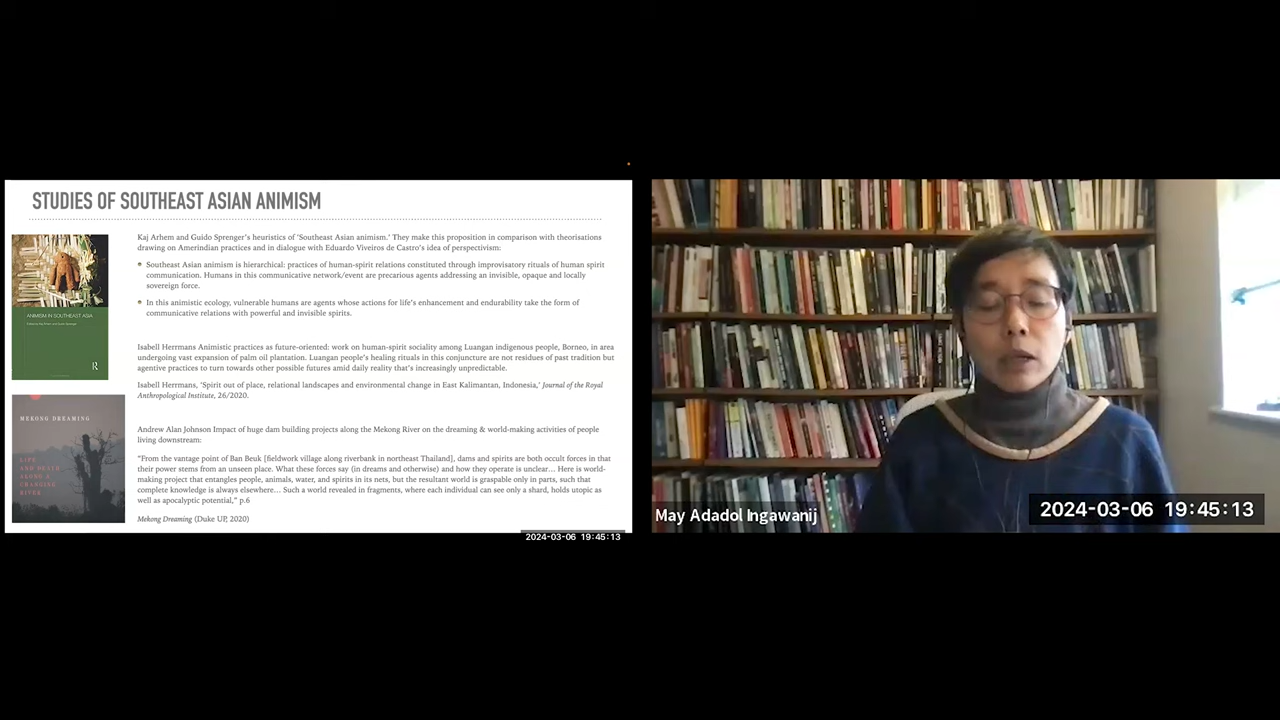 STUDIES OF SOUTHEAST ASIAN ANIMISM
Kaj Arhem and Guido Sprenger's heuristics of 'Southeast Asian animism.' They make this proposition in comparison with theorisations
drawing on Amerindian practices and in dialogue with Eduardo Viveiros de Castro's idea of perspectivism:
Southeast Asian animism is hierarchical: practices of human-spirit relations constituted through improvisatory rituals of human spirit
communication. Humans in this communicative network/event are precarious agents addressing an invisible, opaque and locally
sovereign force.
In this animistic ecology, vulnerable humans are agents whose actions for life's enhancement and endurability take the form of
communicative relations with powerful and invisible spirits.
ANIMISM IN SOUTHEAST ASIA
R
Isabell Herrmans Animistic practices as future-oriented: work on human-spirit sociality among Luangan indigenous people, Borneo, in area
undergoing vast expansion of palm oil plantation. Luangan people's healing rituals in this conjuncture are not residues of past tradition but
agentive practices to turn towards other possible futures amid daily reality that's increasingly unpredictable.
Isabell Herrmans, 'Spirit out of place, relational landscapes and environmental change in East Kalimantan, Indonesia,' Journal of the Royal
Anthropological Institute, 26/2020.
MEKONG DREAMING
LIFE
AND DEATH
ALONG A
CHANGING
RIVER
Andrew Alan Johnson Impact of huge dam building projects along the Mekong River on the dreaming & world-making activities of people
living downstream:
"From the vantage point of Ban Beuk [fieldwork village along riverbank in northeast Thailand], dams and spirits are both occult forces in that
their power stems from an unseen place. What these forces say (in dreams and otherwise) and how they operate is unclear... Here is world-
making project that entangles people, animals, water, and spirits in its nets, but the resultant world is graspable only in parts, such that
complete knowledge is always elsewhere... Such a world revealed in fragments, where each individual can see only a shard, holds utopic as
well as apocalyptic potential," p.6
Mekong Dreaming (Duke UP, 2020)
2024-03-06 19:45:13
May Adadol Ingawanij
2024-03-06 19:45:13